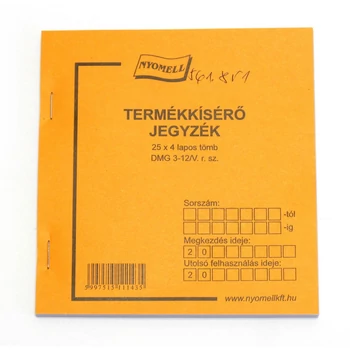 NYOMELL
TERMÉKKÍSÉRŐ
JEGYZÉK
25 x 4 lapos tömb
DMG 3-12/V. r. sz.
Sorszám:
-tól
-ig
Megkezdés ideje:
2 0
Utolsó felhasználás ideje:
2 0
www.nyomellkft.hu